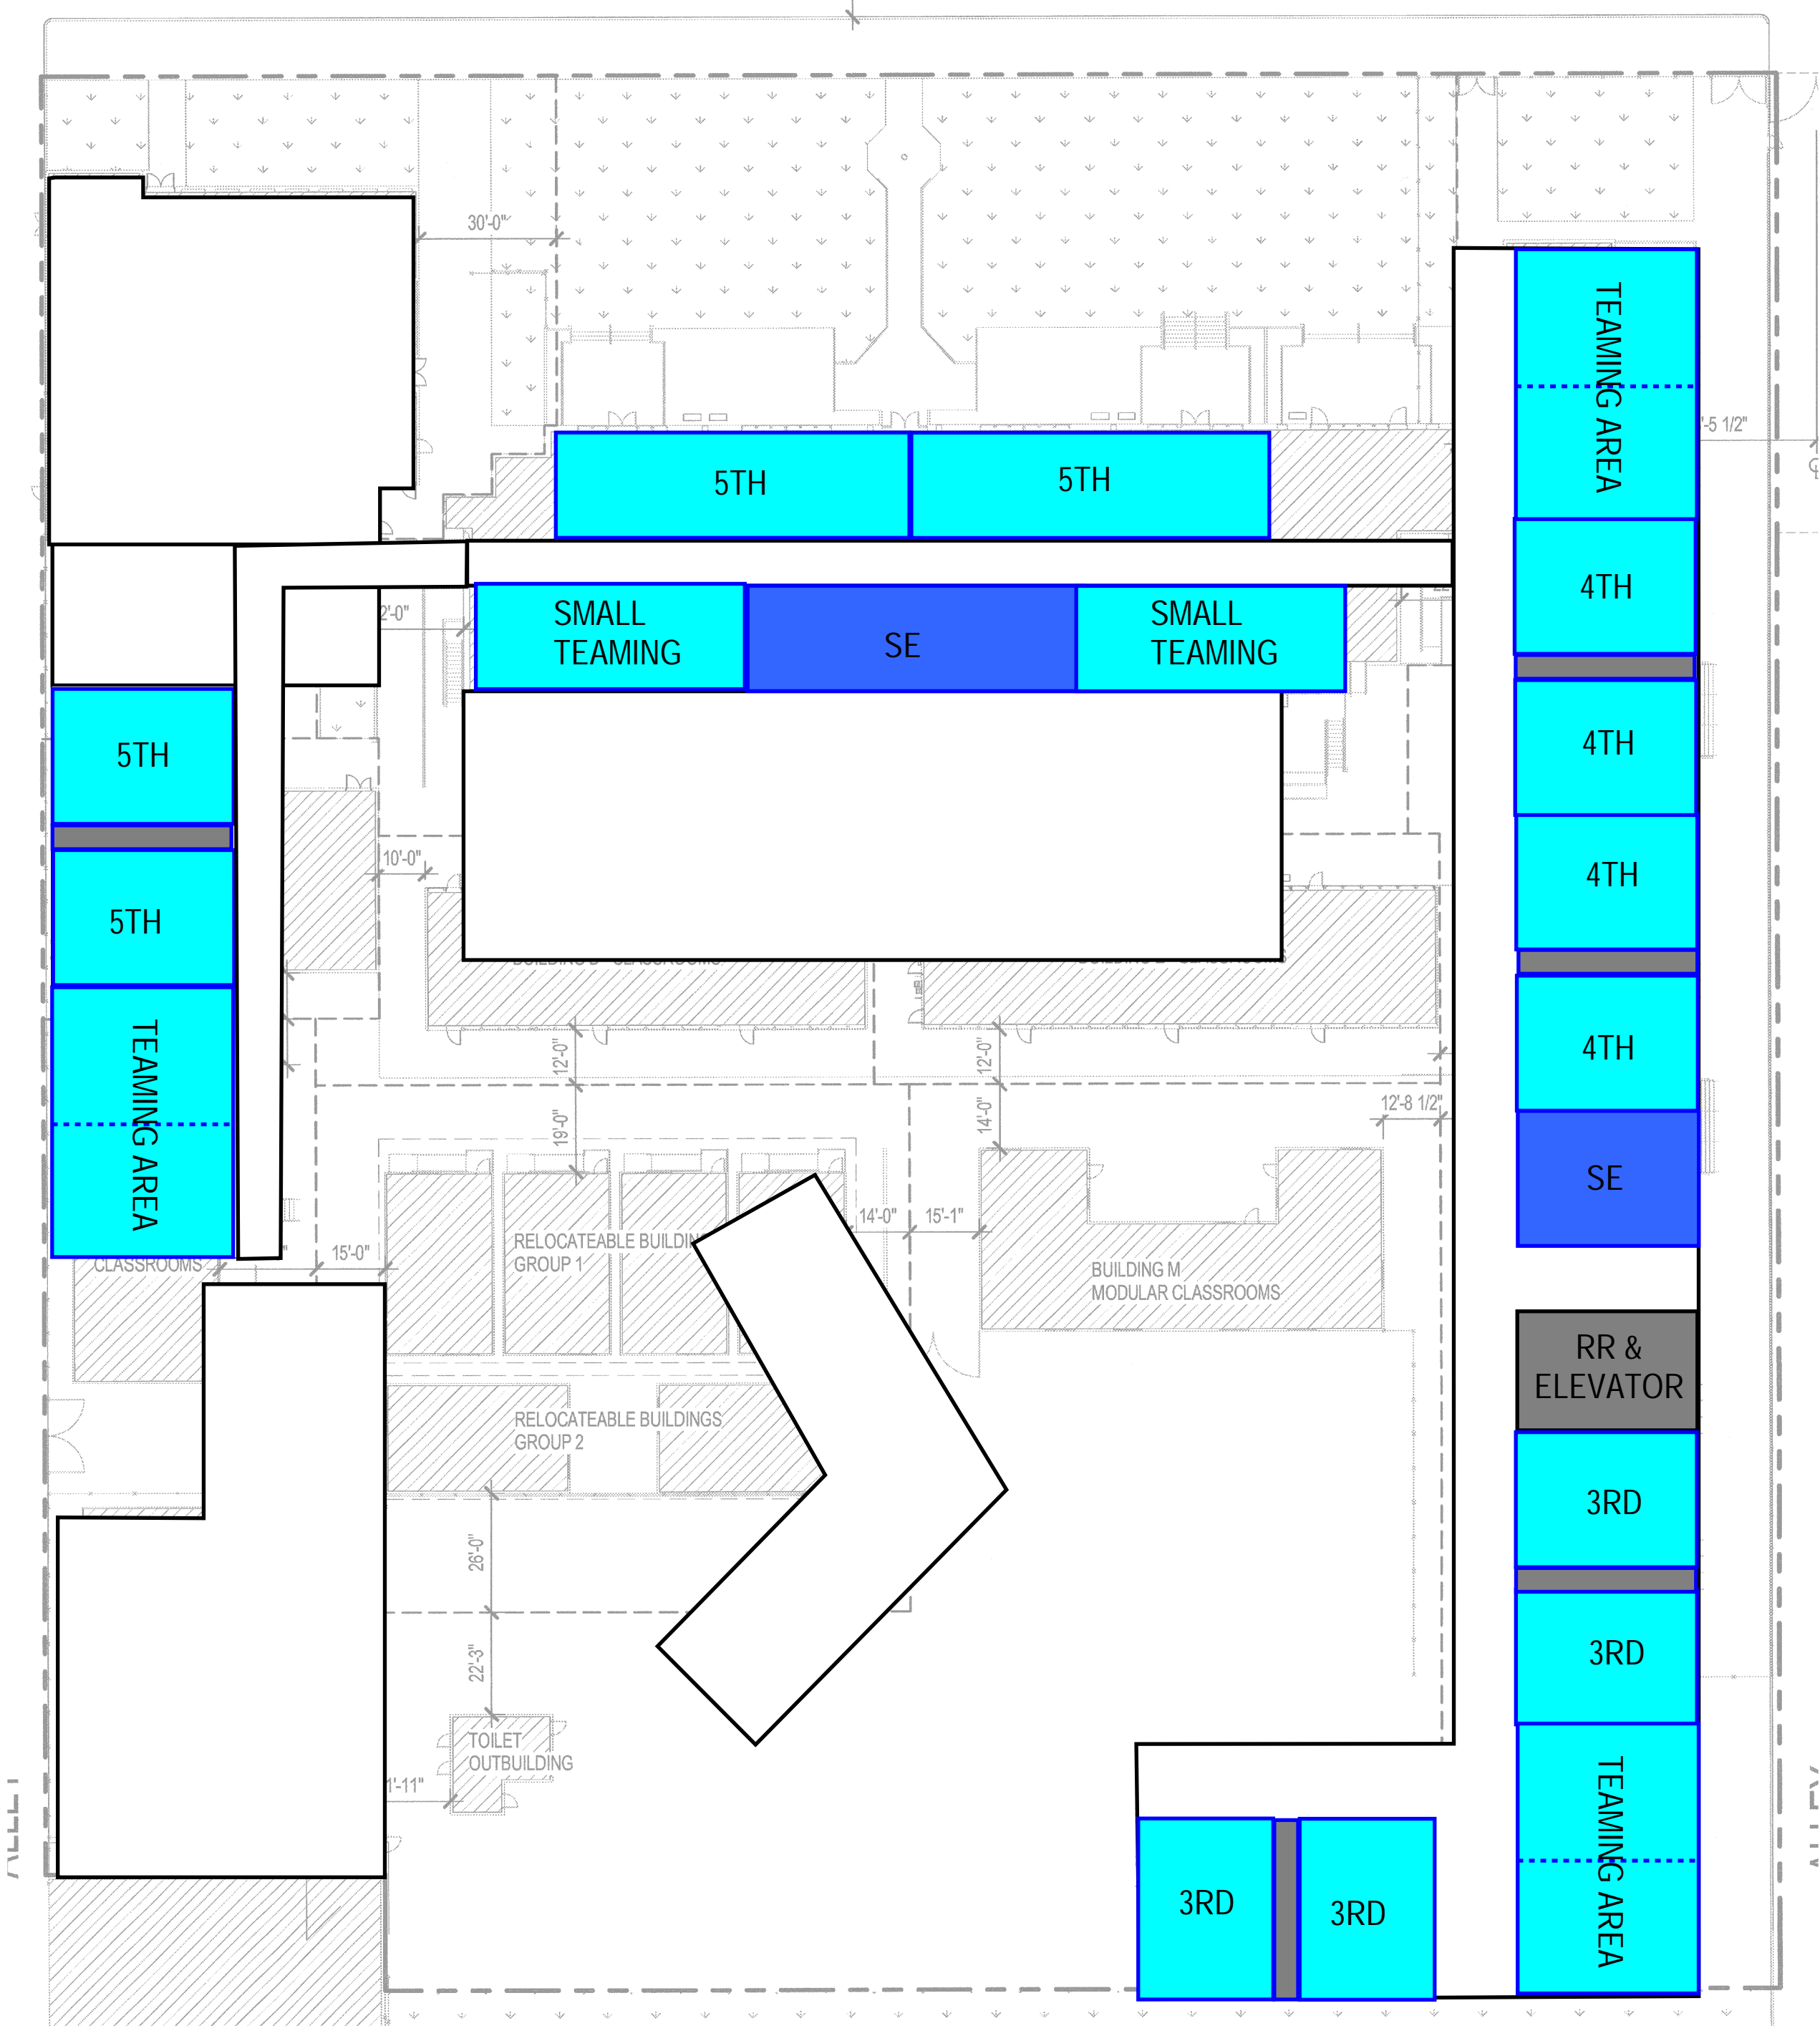 30'-0"
TEAMING AREA
'-5 1/2"
5TH
5TH
4TH
2'-0"
SMALL
TEAMING
SE
SMALL
TEAMING
5TH
4TH
10'-0"
4TH
5TH
4TH
12'-0"
12'-0"
TEAMING AREA
19'-0"
14'-0"
12'-8 1/2"
SE
14'-0"
15'-1"
CLASSROOMS
15'-0"
RELOCATEABLE BUILDIN
GROUP 1
BUILDING M
MODULAR CLASSROOMS
RR &
ELEVATOR
RELOCATEABLE BUILDINGS
GROUP 2
3RD
26'-0"
3RD
22'-3"
TOILET
OUTBUILDING
1'-11"
TEAMING AREA
3RD
3RD